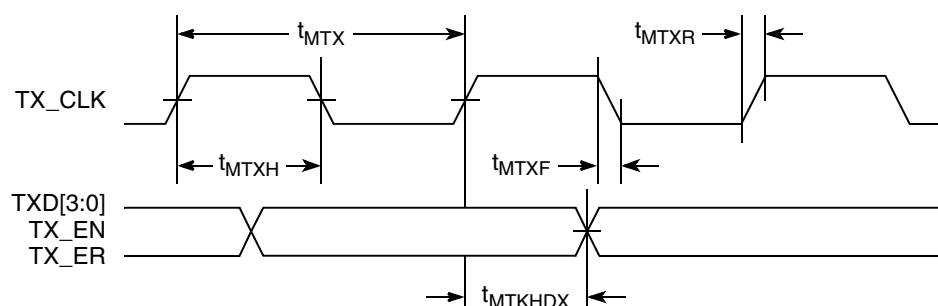 tMTX
tMTXR
TX_CLK
tMTXH
tMTXF
TXD[3:0]
TX_EN
TX_ER
tMTKHDX